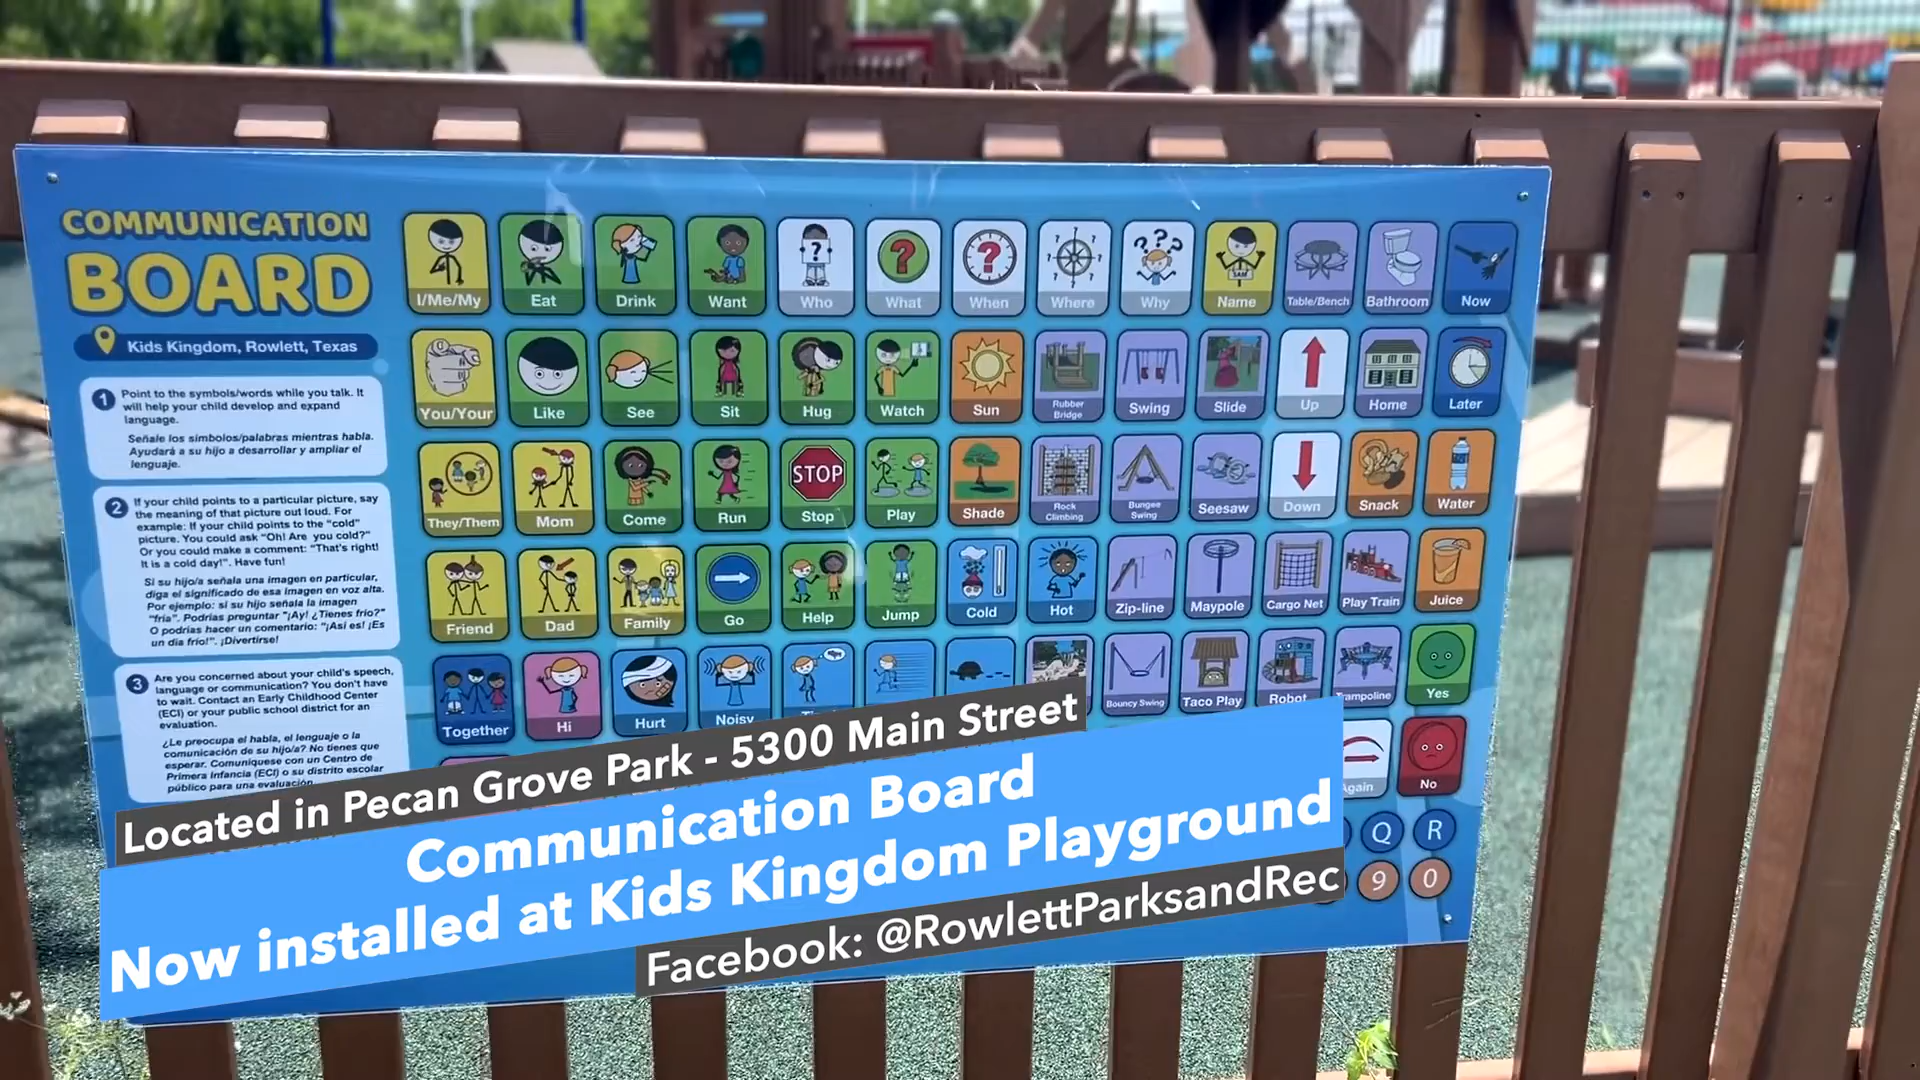 COMMUNICATION
BOARD
Kids Kingdom, Rowlett, Texas
1 Point to the symbols/words while you talk. It
will help your child develop and expand
language.
Señale los símbolos/palabras mientras habla.
Ayudará a su hijo a desarrollar y ampliar el
lenguaje.
2 If your child points to a particular picture, say
the meaning of that picture out loud. For
example: If your child points to the "cold"
picture. You could ask "Oh! Are you cold?"
Or you could make a comment: "That's right!
It is a cold day!". Have fun!
Si su hijo/a señala una imagen en particular,
diga el significado de esa imagen en voz alta.
Por ejemplo: si su hijo señala la imagen
"fría". Podrías preguntar "¡Ay! ¿Tienes frío?"
O podrías hacer un comentario: "¡Así es! ¡Es
un día frío!". ¡Divertirse!
3 Are you concerned about your child's speech,
language or communication? You don't have
to wait. Contact an Early Childhood Center
(ECI) or your public school district for an
evaluation.
¿Le preocupa el habla, el lenguaje o la
comunicación de su hijo/a? No tienes que
esperar. Comuníquese con un Centro de
Primera Infancia (ECI) o su distrito escolar
público para una evaluación.
I/Me/My Eat Drink Want Who What When Where Why Name Table/Bench Bathroom Now
SAM
You/Your Like See Sit Hug Watch Sun Rubber Bridge Swing Slide Up Home Later
STOP
They/Them Mom Come Run Stop Play Shade Rock Climbing Bungee Swing Seesaw Down Snack Water
Friend Dad Family Go Help Jump Cold Hot Zip-line Maypole Cargo Net Play Train Juice
Together Hi Hurt Noisy Bouncy Swing Taco Play Robot Trampoline Yes
Again No
Q R
9 0
Located in Pecan Grove Park - 5300 Main Street
Communication Board
Now installed at Kids Kingdom Playground
Facebook: @RowlettParksandRec